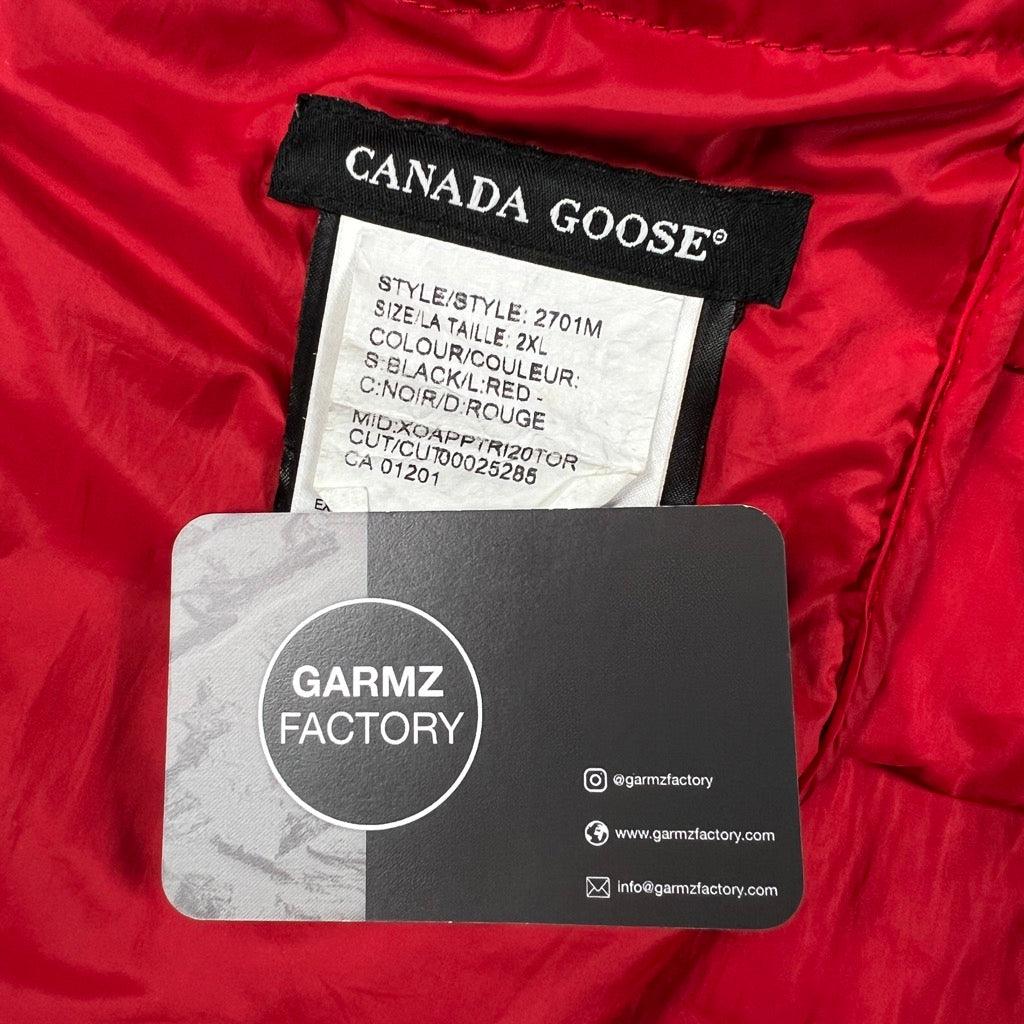 CANADA GOOSE®
STYLE/STYLE: 2701M
SIZE/LA TAILLE: 2XL
COLOUR/COULEUR:
S:BLACK/L:RED -
C:NOIR/D:ROUGE
MID:XOAPPTRI20TOR
CUT/CUT00025285
CA 01201
GARMZ
FACTORY
@garmzfactory
www.garmzfactory.com
info@garmzfactory.com